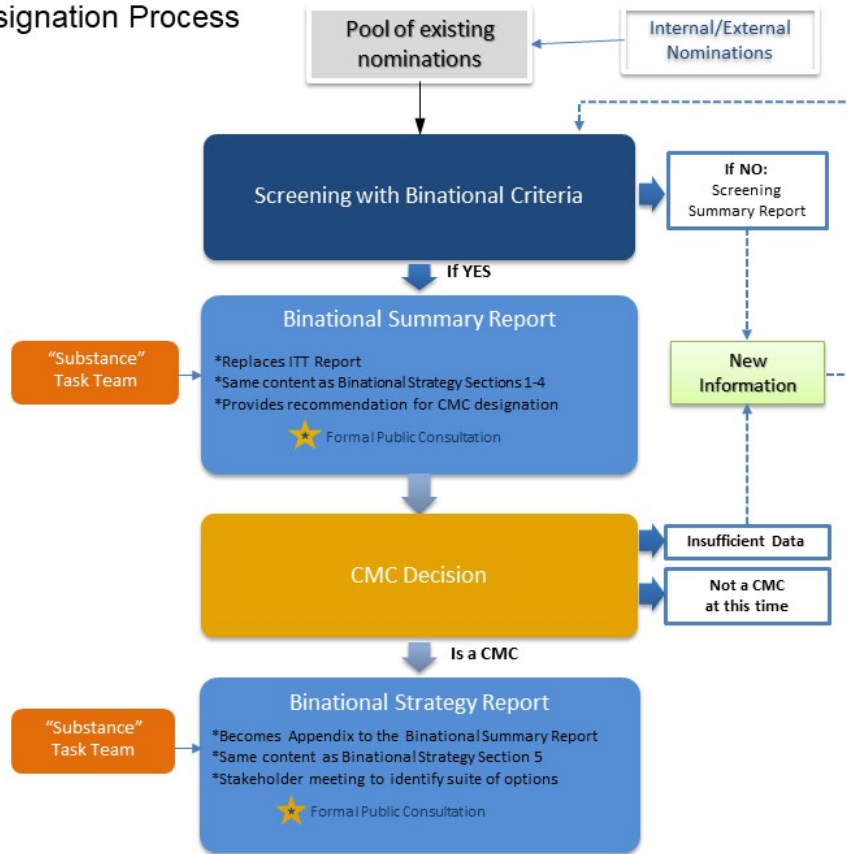 signation Process
Pool of existing
nominations
Internal/External
Nominations
Screening with Binational Criteria
If NO:
Screening
Summary Report
If YES
Binational Summary Report
"Substance"
Task Team
*Replaces ITT Report
*Same content as Binational Strategy Sections 1-4
*Provides recommendation for CMC designation
Formal Public Consultation
New
Information
CMC Decision
Insufficient Data
Not a CMC
at this time
Is a CMC
Binational Strategy Report
"Substance"
Task Team
*Becomes Appendix to the Binational Summary Report
*Same content as Binational Strategy Section 5
*Stakeholder meeting to identify suite of options
Formal Public Consultation